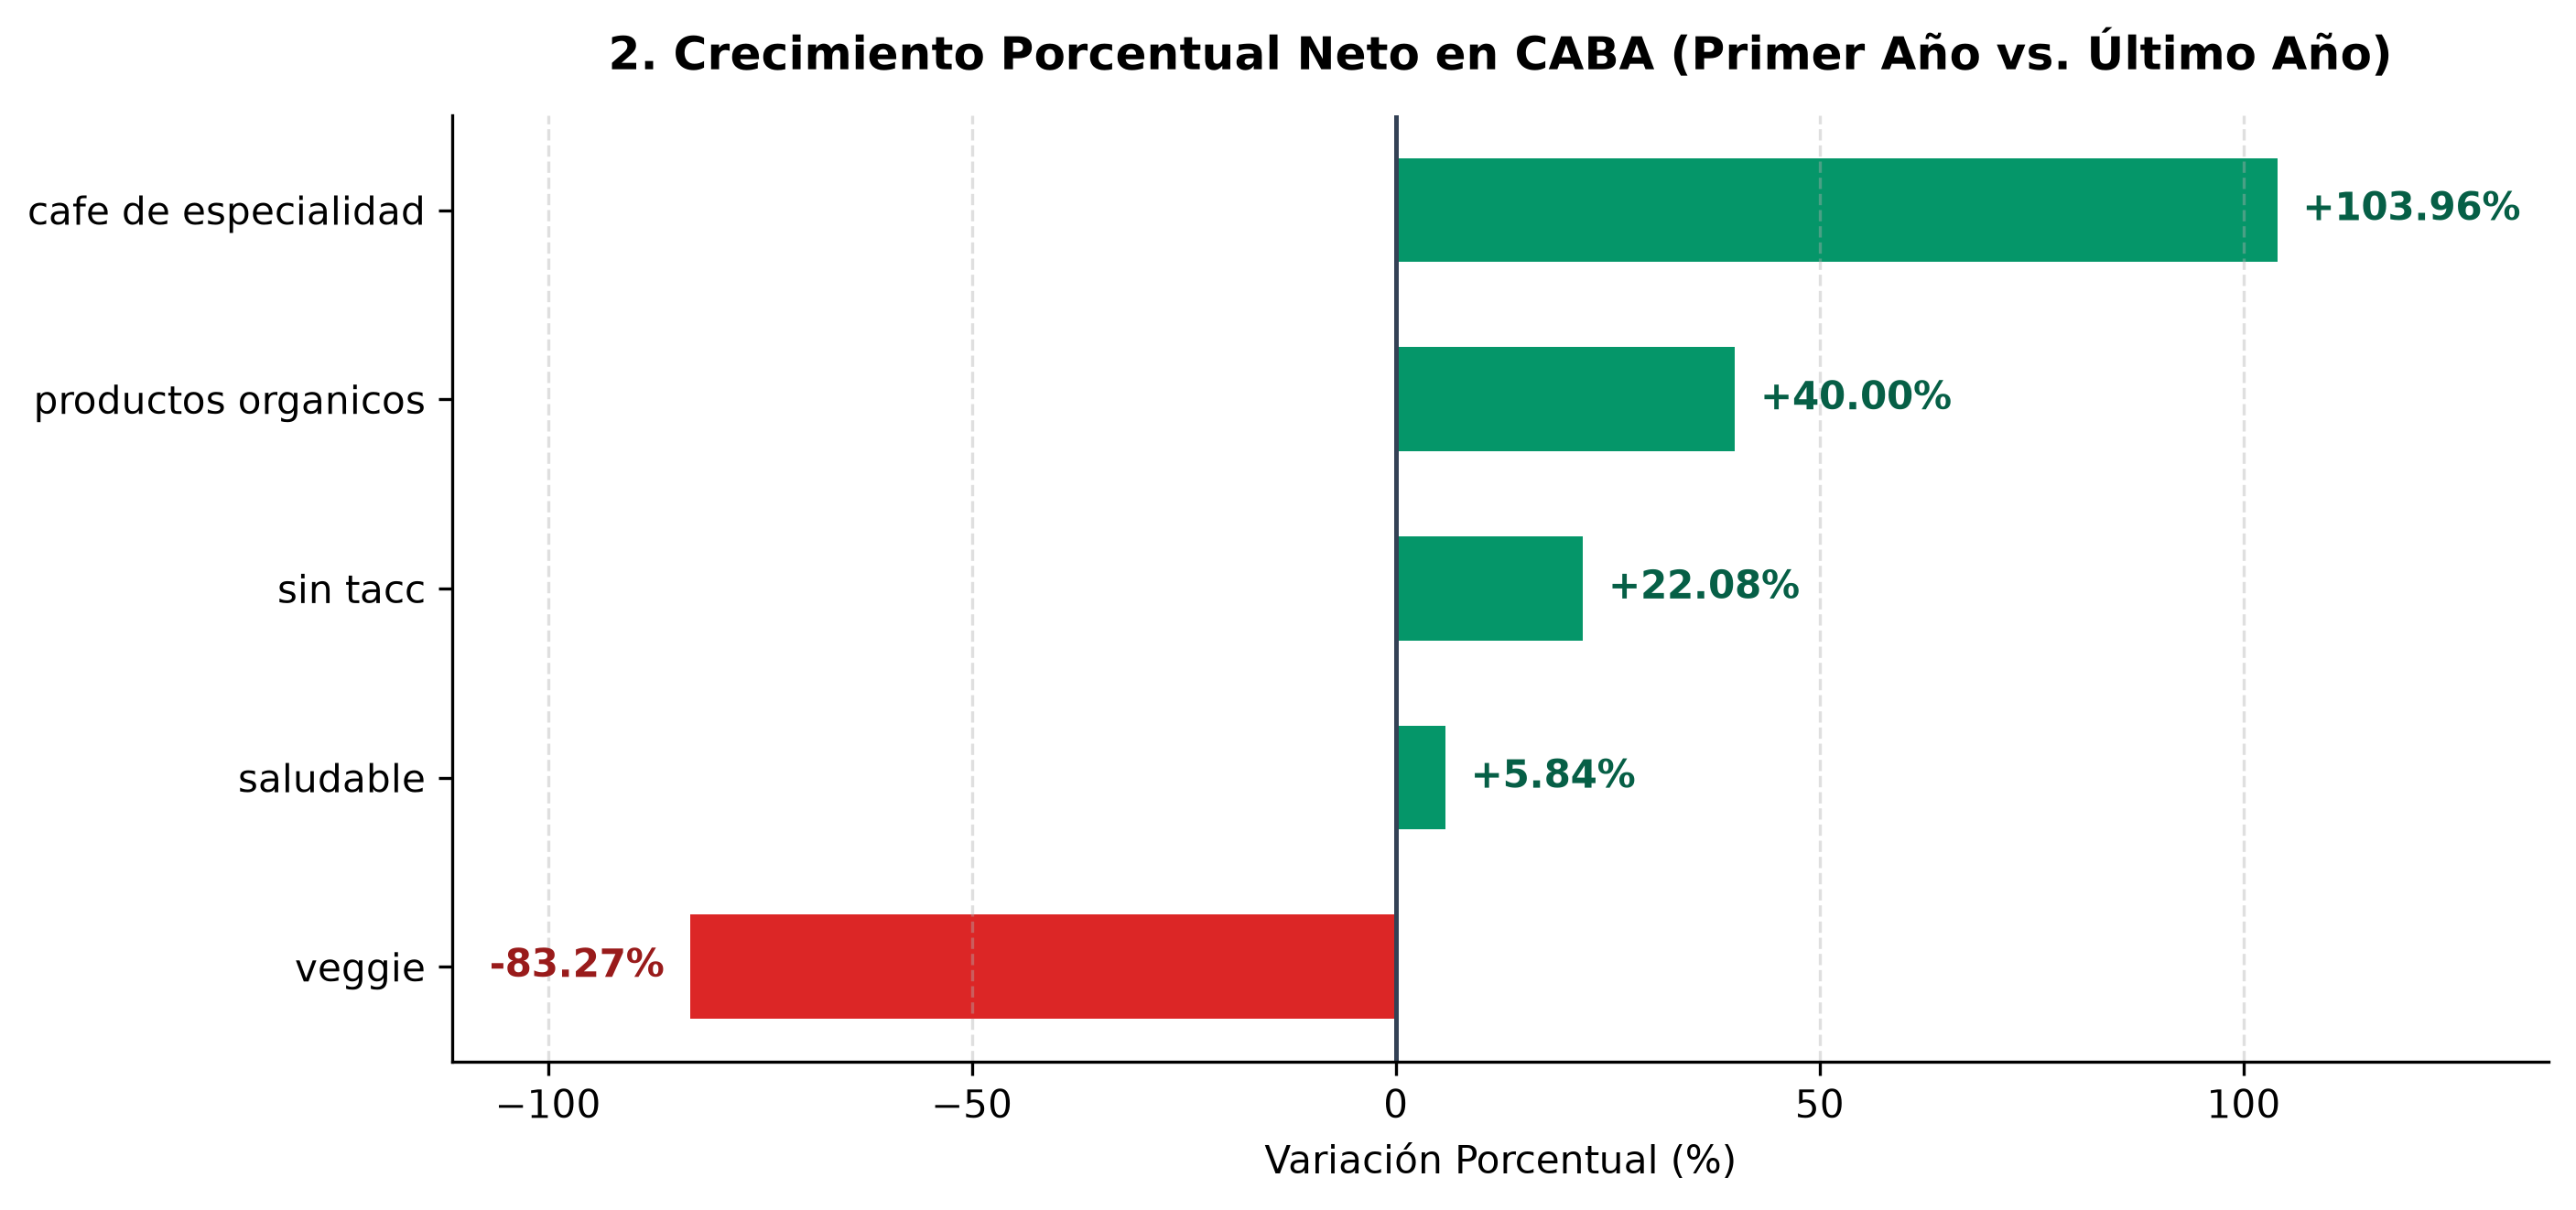 2. Crecimiento Porcentual Neto en CABA (Primer Año vs. Último Año)
cafe de especialidad
+103.96%
productos organicos
+40.00%
sin tacc
+22.08%
saludable
+5.84%
veggie
-83.27%
−100
−50
0
50
100
Variación Porcentual (%)